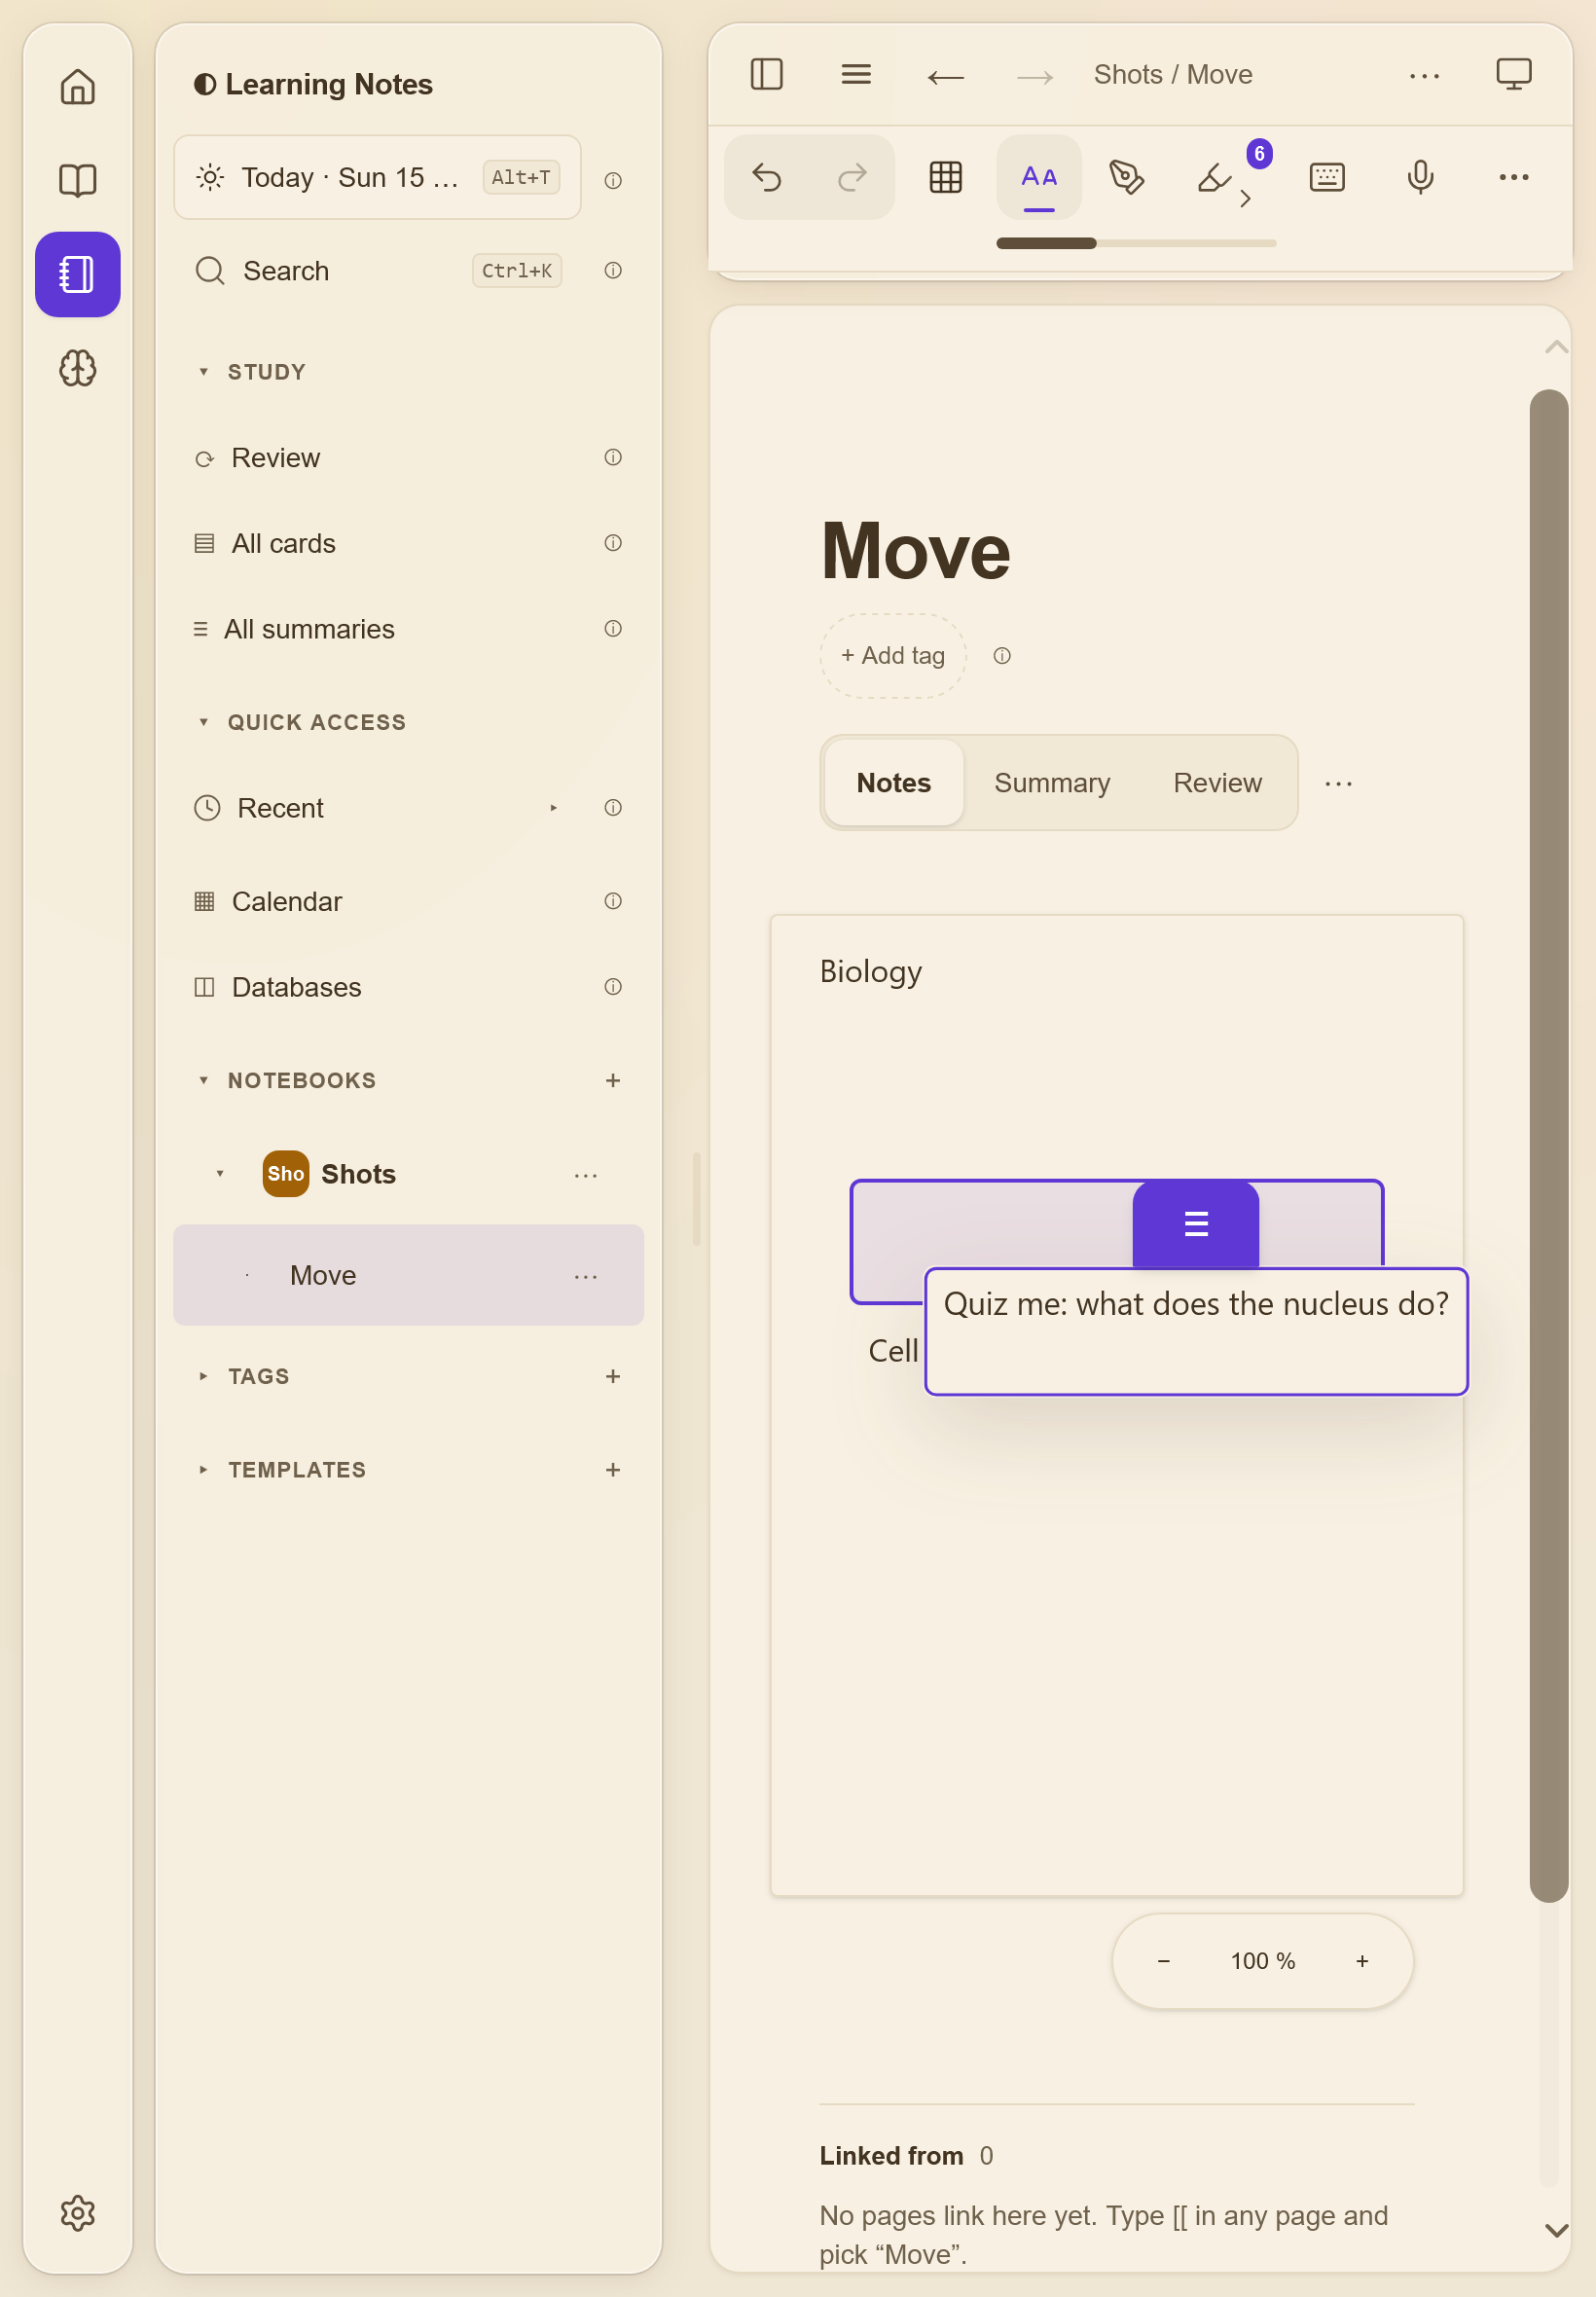 Learning Notes
Today · Sun 15 … Alt+T
Search Ctrl+K
STUDY
Review
All cards
All summaries
QUICK ACCESS
Recent
Calendar
Databases
NOTEBOOKS +
Sho Shots …
Move …
TAGS +
TEMPLATES +
Shots / Move
6
Move
+ Add tag
Notes Summary Review …
Biology
Quiz me: what does the nucleus do?
Cell
− 100 % +
Linked from 0
No pages link here yet. Type [[ in any page and
pick “Move”.